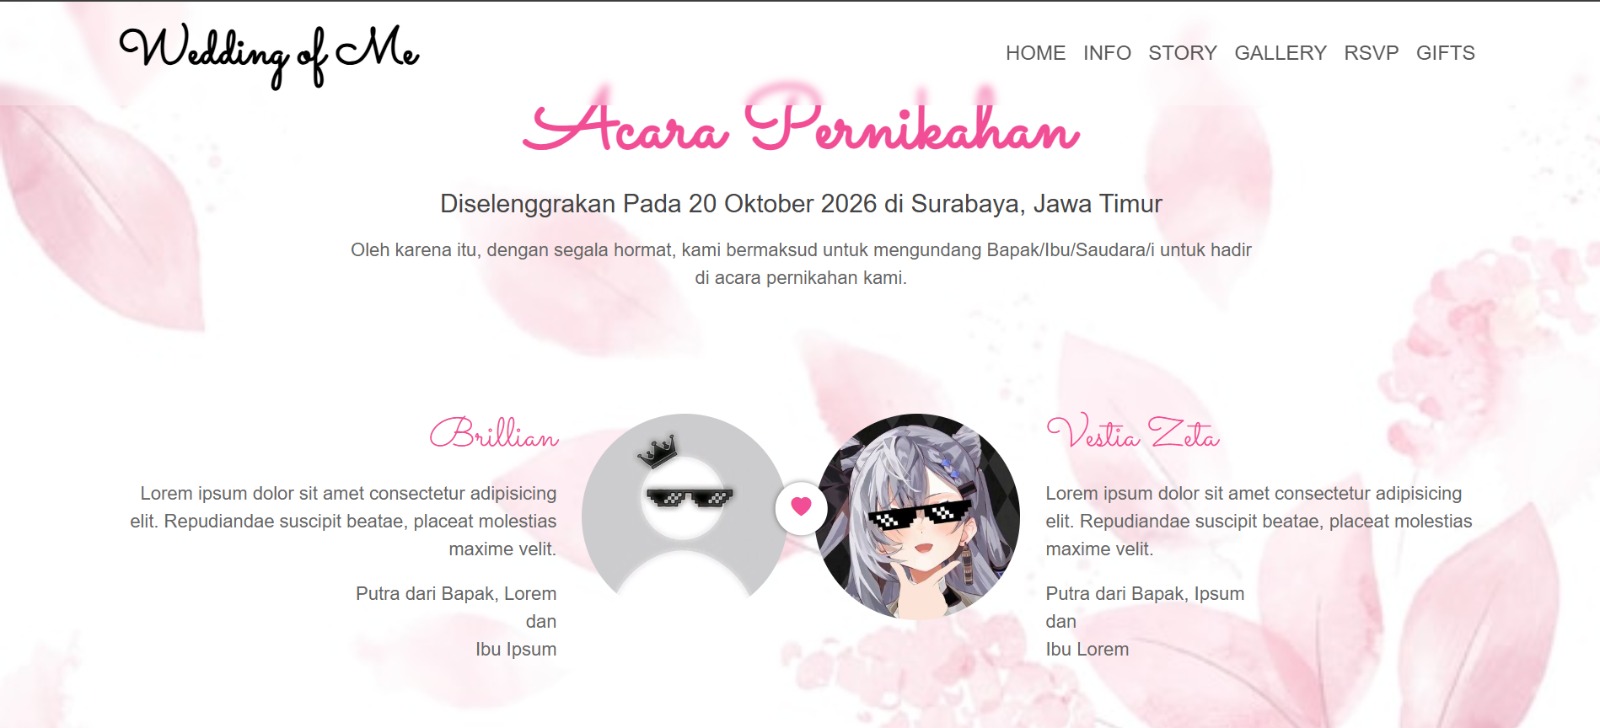 Wedding of Me
HOME INFO STORY GALLERY RSVP GIFTS
Acara Pernikahan
Diselenggrakan Pada 20 Oktober 2026 di Surabaya, Jawa Timur
Oleh karena itu, dengan segala hormat, kami bermaksud untuk mengundang Bapak/Ibu/Saudara/i untuk hadir
di acara pernikahan kami.
Brillian
Lorem ipsum dolor sit amet consectetur adipisicing
elit. Repudiandae suscipit beatae, placeat molestias
maxime velit.
Putra dari Bapak, Lorem
dan
Ibu Ipsum
Vestia Zeta
Lorem ipsum dolor sit amet consectetur adipisicing
elit. Repudiandae suscipit beatae, placeat molestias
maxime velit.
Putra dari Bapak, Ipsum
dan
Ibu Lorem